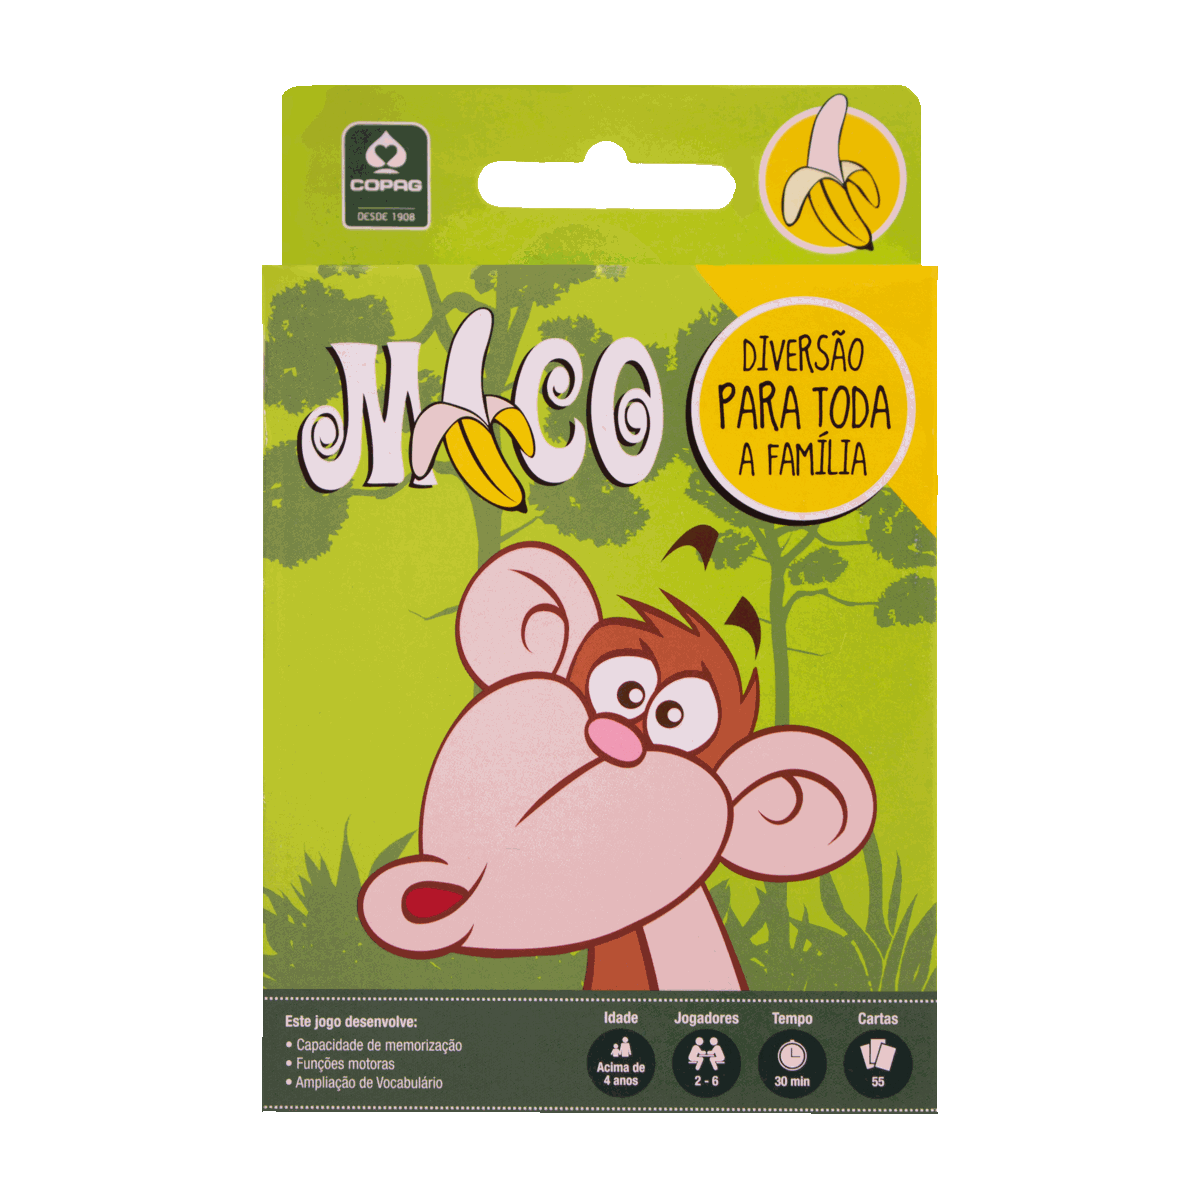 COPAG
DESDE 1908
MICO
DIVERSÃO
PARA TODA
A FAMÍLIA
Este jogo desenvolve:
• Capacidade de memorização
• Funções motoras
• Ampliação de Vocabulário
Idade
Acima de
4 anos
Jogadores
2 - 6
Tempo
30 min
Cartas
55